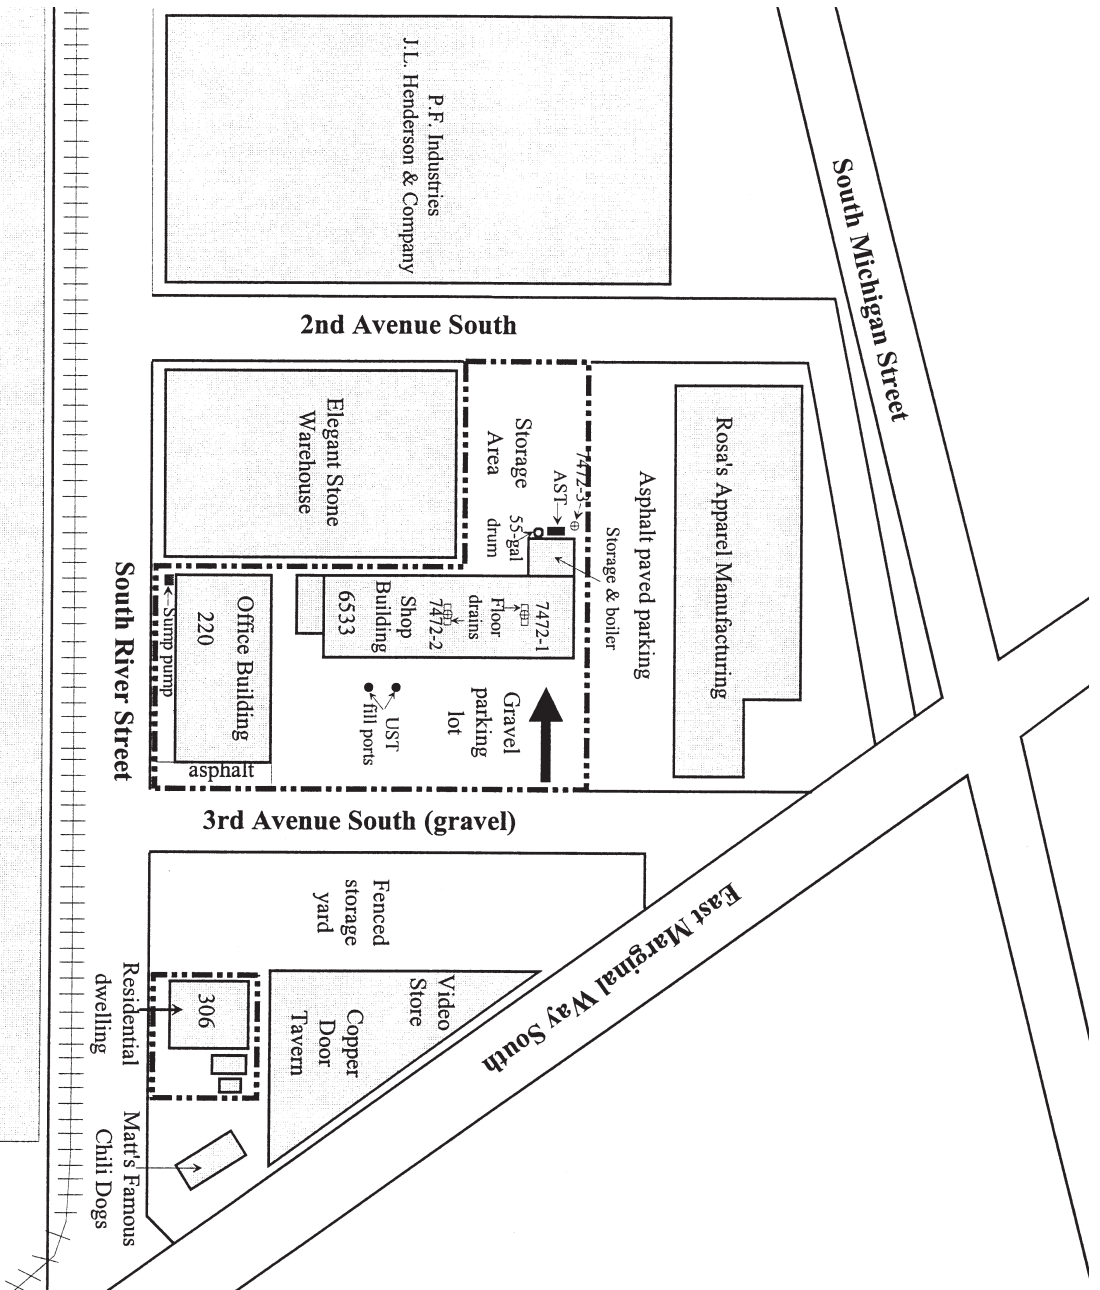 South Michigan Street
P.F. Industries
J.L. Henderson & Company
2nd Avenue South
Rosa's Apparel Manufacturing
Asphalt paved parking
Storage & boiler
7472-3
AST
55-gal
drum
Storage
Area
Elegant Stone
Warehouse
7472-1
Floor
drains
7472-2
Shop
Building
6533
Gravel
parking
lot
UST
fill ports
Office Building
220
Sump pump
asphalt
South River Street
3rd Avenue South (gravel)
East Marginal Way South
Fenced
storage
yard
Video
Store
Copper
Door
Tavern
306
Residential
dwelling
Matt's Famous
Chili Dogs